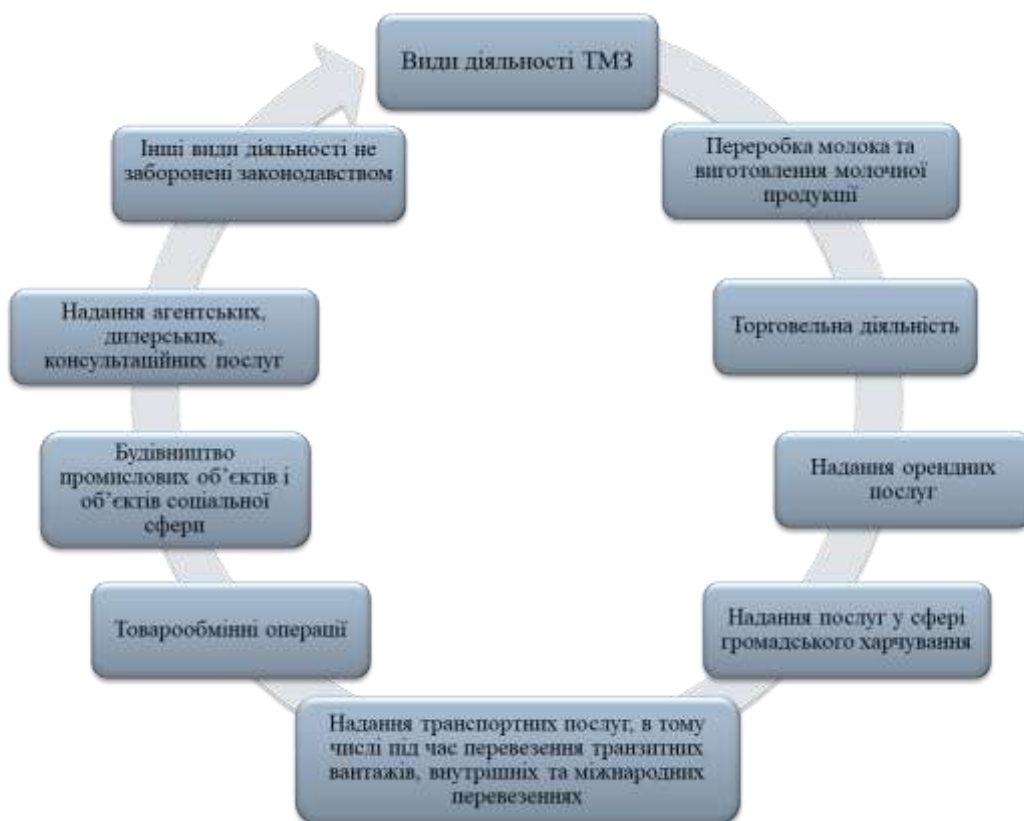 Види діяльності ТМЗ
Переробка молока та
виготовлення молочної
продукції
Торговельна діяльність
Надання орендних
послуг
Надання послуг у сфері
громадського харчування
Надання транспортних послуг, в тому
числі під час перевезення транзитних
вантажів, внутрішніх та міжнародних
перевезеннях
Товарообмінні операції
Будівництво
промислових об’єктів і
об’єктів соціальної
сфери
Надання агентських,
дилерських,
консультаційних послуг
Інші види діяльності не
заборонені законодавством